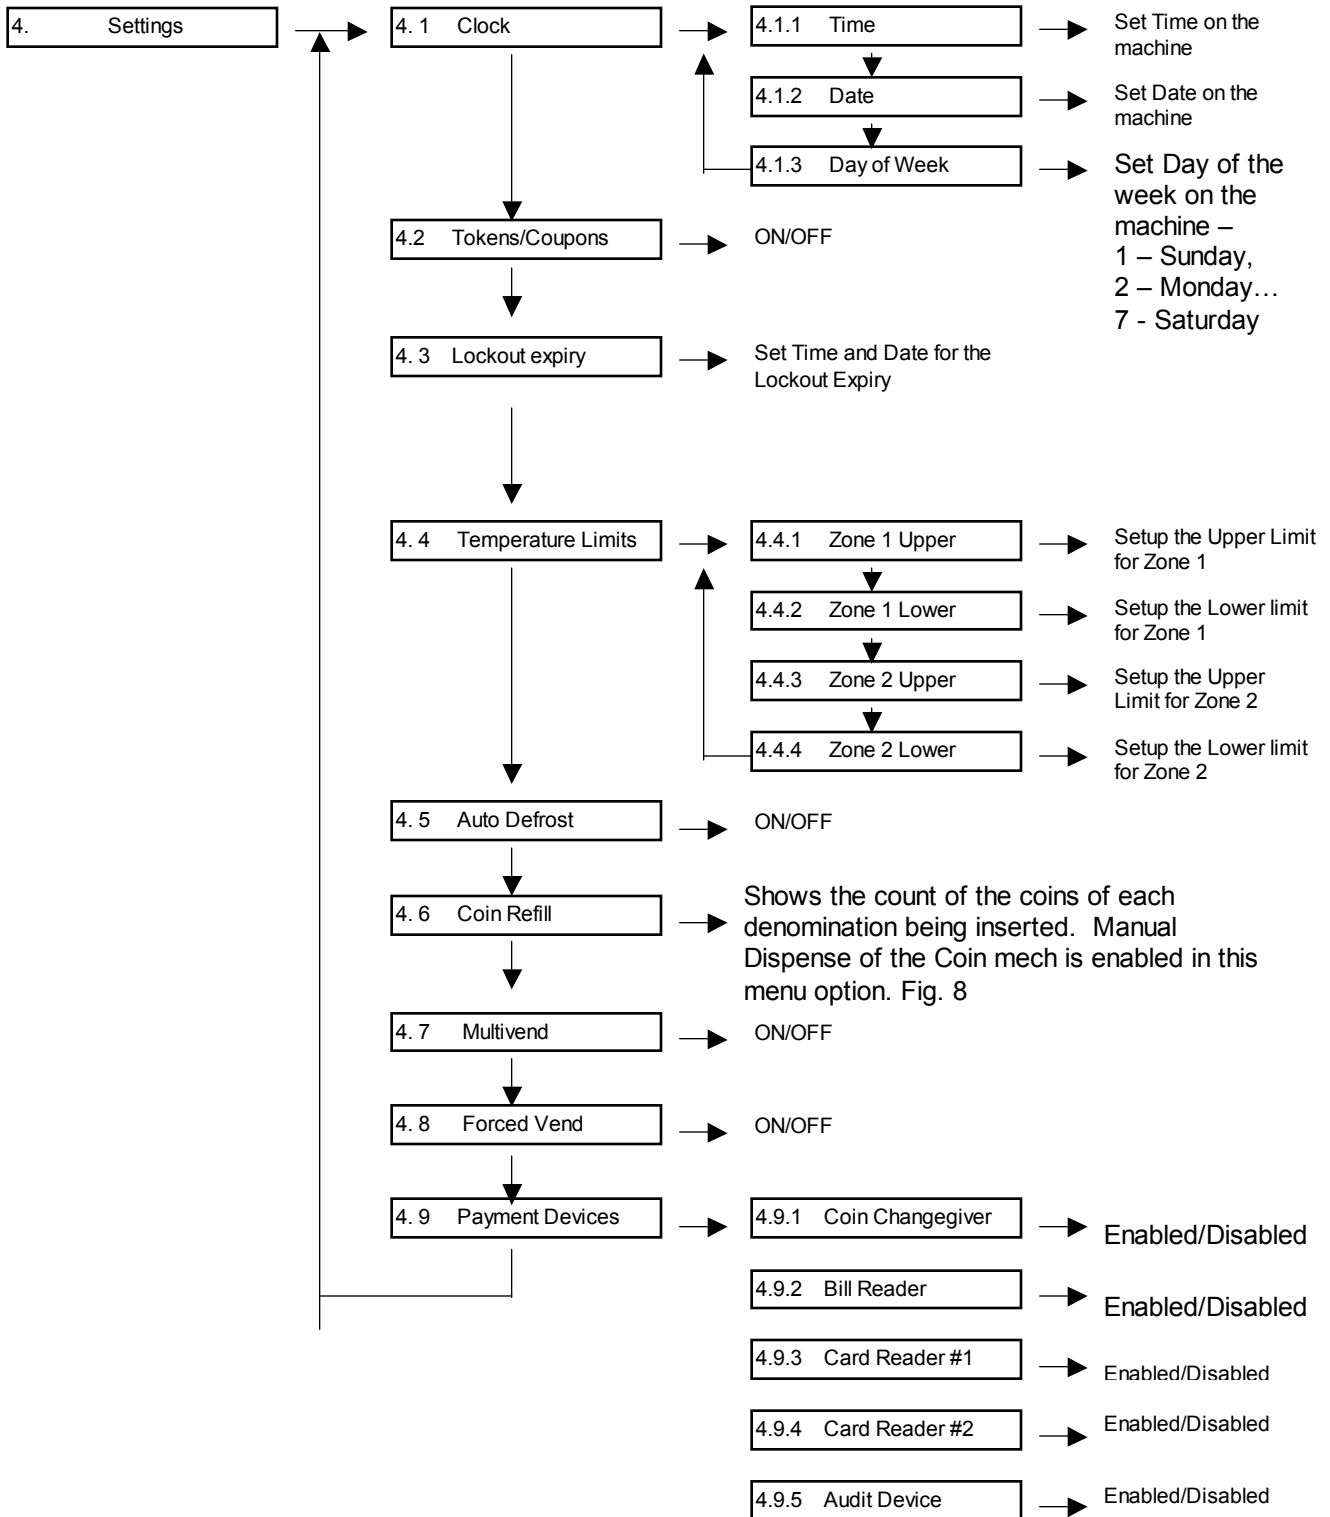 4. Settings
4. 1 Clock
4.1.1 Time
Set Time on the
machine
4.1.2 Date
Set Date on the
machine
4.1.3 Day of Week
Set Day of the
week on the
machine –
1 – Sunday,
2 – Monday…
7 - Saturday
4.2 Tokens/Coupons
ON/OFF
4. 3 Lockout expiry
Set Time and Date for the
Lockout Expiry
4. 4 Temperature Limits
4.4.1 Zone 1 Upper
Setup the Upper Limit
for Zone 1
4.4.2 Zone 1 Lower
Setup the Lower limit
for Zone 1
4.4.3 Zone 2 Upper
Setup the Upper
Limit for Zone 2
4.4.4 Zone 2 Lower
Setup the Lower limit
for Zone 2
4. 5 Auto Defrost
ON/OFF
4. 6 Coin Refill
Shows the count of the coins of each
denomination being inserted. Manual
Dispense of the Coin mech is enabled in this
menu option. Fig. 8
4. 7 Multivend
ON/OFF
4. 8 Forced Vend
ON/OFF
4. 9 Payment Devices
4.9.1 Coin Changegiver
Enabled/Disabled
4.9.2 Bill Reader
Enabled/Disabled
4.9.3 Card Reader #1
Enabled/Disabled
4.9.4 Card Reader #2
Enabled/Disabled
4.9.5 Audit Device
Enabled/Disabled